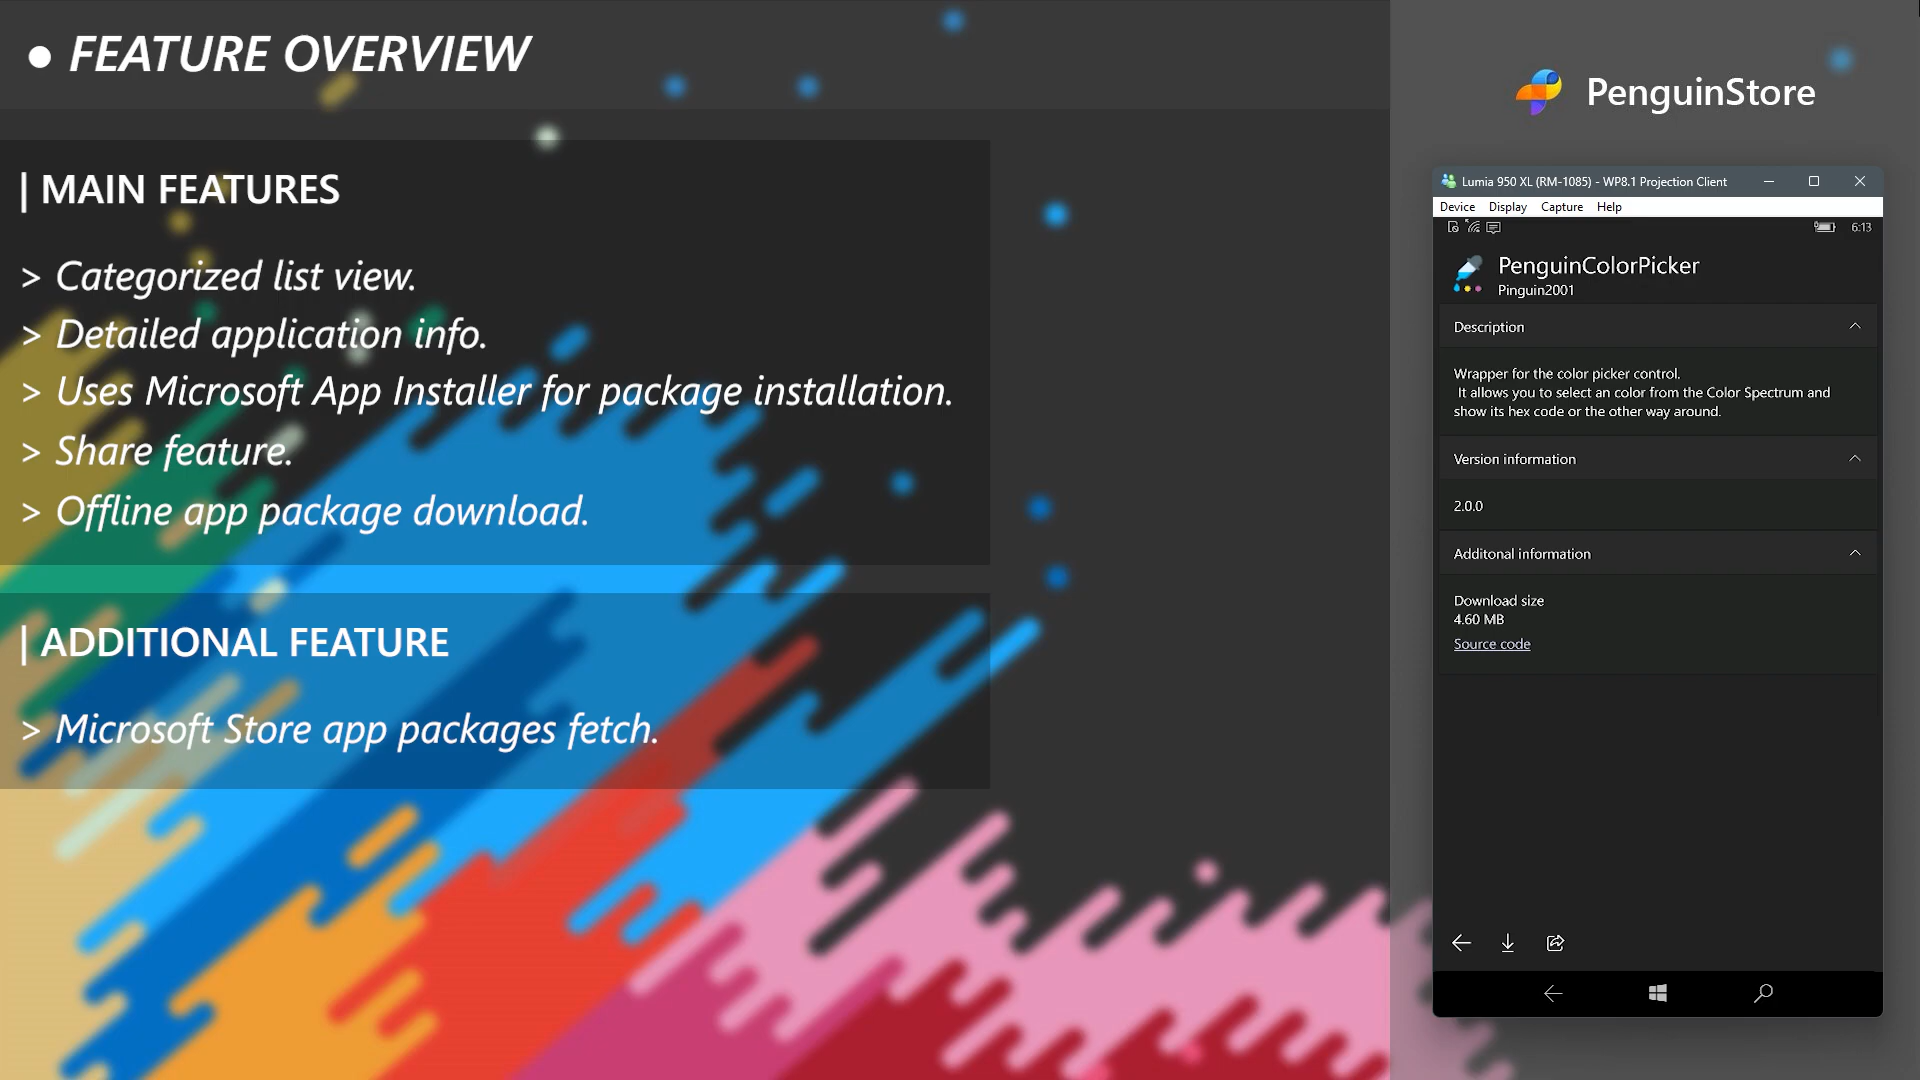 ● FEATURE OVERVIEW
| MAIN FEATURES
> Categorized list view.
> Detailed application info.
> Uses Microsoft App Installer for package installation.
> Share feature.
> Offline app package download.
| ADDITIONAL FEATURE
> Microsoft Store app packages fetch.
PenguinStore
Lumia 950 XL (RM-1085) - WP8.1 Projection Client
Device Display Capture Help
6:13
PenguinColorPicker
Pinguin2001
Description
Wrapper for the color picker control.
It allows you to select an color from the Color Spectrum and
show its hex code or the other way around.
Version information
2.0.0
Additonal information
Download size
4.60 MB
Source code